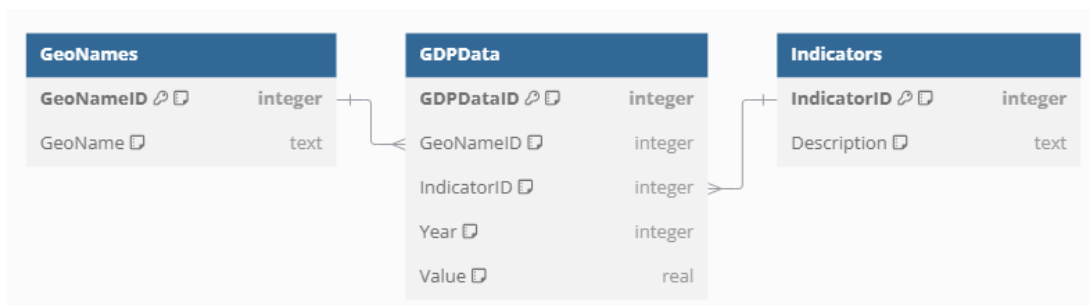 GeoNames
GeoNameID integer
GeoName text
GDPData
GDPDataID integer
GeoNameID integer
IndicatorID integer
Year integer
Value real
Indicators
IndicatorID integer
Description text